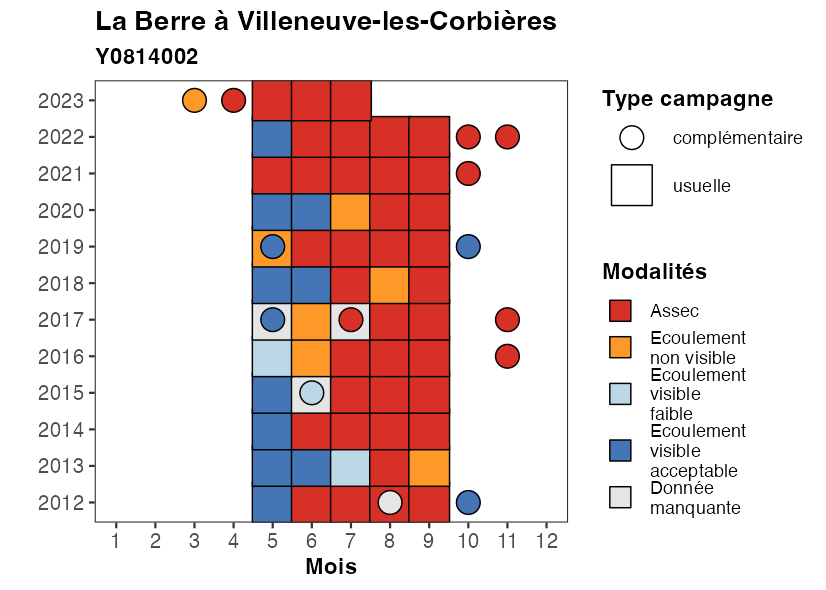 La Berre à Villeneuve-les-Corbières
Y0814002
2023
2022
2021
2020
2019
2018
2017
2016
2015
2014
2013
2012
1 2 3 4 5 6 7 8 9 10 11 12
Mois
Type campagne
complémentaire
usuelle
Modalités
Assec
Ecoulement
non visible
Ecoulement
visible
faible
Ecoulement
visible
acceptable
Donnée
manquante